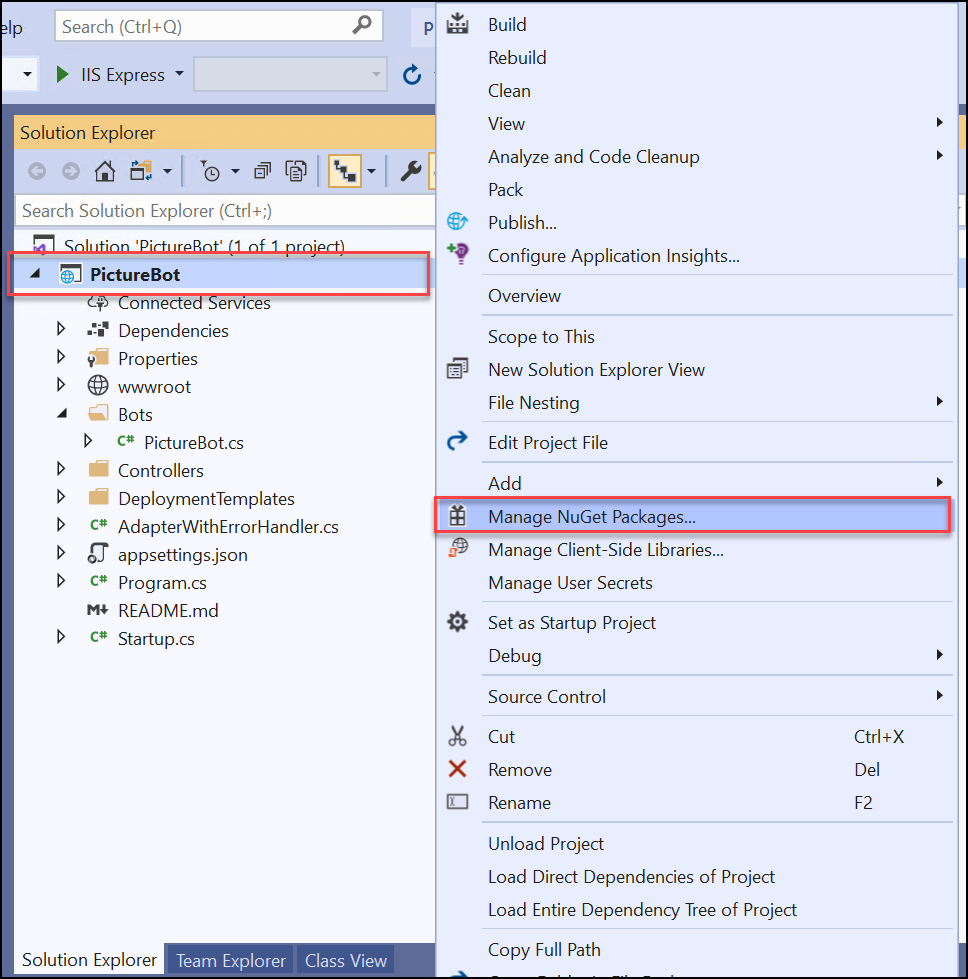 elp
Search (Ctrl+Q)
P
IIS Express
Solution Explorer
Search Solution Explorer (Ctrl+;)
Solution 'PictureBot' (1 of 1 project)
PictureBot
Connected Services
Dependencies
Properties
wwwroot
Bots
C# PictureBot.cs
Controllers
DeploymentTemplates
C# AdapterWithErrorHandler.cs
appsettings.json
C# Program.cs
M README.md
C# Startup.cs
Solution Explorer
Team Explorer
Class View
Build
Rebuild
Clean
View
Analyze and Code Cleanup
Pack
Publish...
Configure Application Insights...
Overview
Scope to This
New Solution Explorer View
File Nesting
Edit Project File
Add
Manage NuGet Packages...
Manage Client-Side Libraries...
Manage User Secrets
Set as Startup Project
Debug
Source Control
Cut Ctrl+X
Remove Del
Rename F2
Unload Project
Load Direct Dependencies of Project
Load Entire Dependency Tree of Project
Copy Full Path